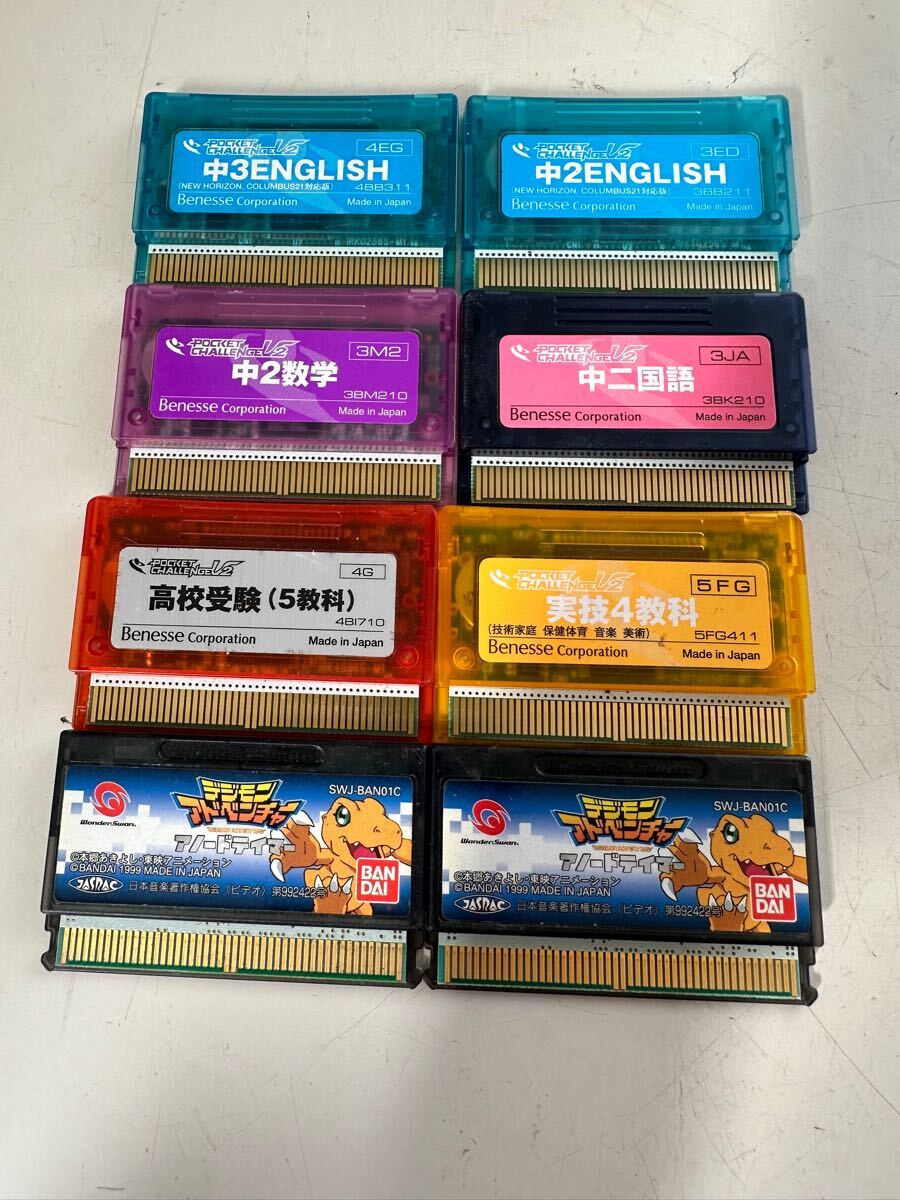 POCKET CHALLENGE V2
4EG
中3ENGLISH
(NEW HORIZON, COLUMBUS21対応版)
4BB311
Benesse Corporation
Made in Japan
POCKET CHALLENGE V2
3ED
中2ENGLISH
(NEW HORIZON, COLUMBUS21対応版)
3BB211
Benesse Corporation
Made in Japan
POCKET CHALLENGE V2
3M2
中2数学
3BM210
Benesse Corporation
Made in Japan
POCKET CHALLENGE V2
3JA
中二国語
3BK210
Benesse Corporation
Made in Japan
POCKET CHALLENGE V2
4G
高校受験(5教科)
4BI710
Benesse Corporation
Made in Japan
POCKET CHALLENGE V2
5FG
実技4教科
(技術家庭 保健体育 音楽 美術)
5FG411
Benesse Corporation
Made in Japan
WonderSwan.
デジモン
アドベンチャー
アノードテイマー
SWJ-BAN01C
©本郷あきよし・東映アニメーション
©BANDAI 1999 MADE IN JAPAN
JASRAC
日本音楽著作権協会(ビデオ)第992422号
BAN
DAI
WonderSwan.
デジモン
アドベンチャー
アノードテイマー
SWJ-BAN01C
©本郷あきよし・東映アニメーション
©BANDAI 1999 MADE IN JAPAN
JASRAC
日本音楽著作権協会(ビデオ)第992422号
BAN
DAI